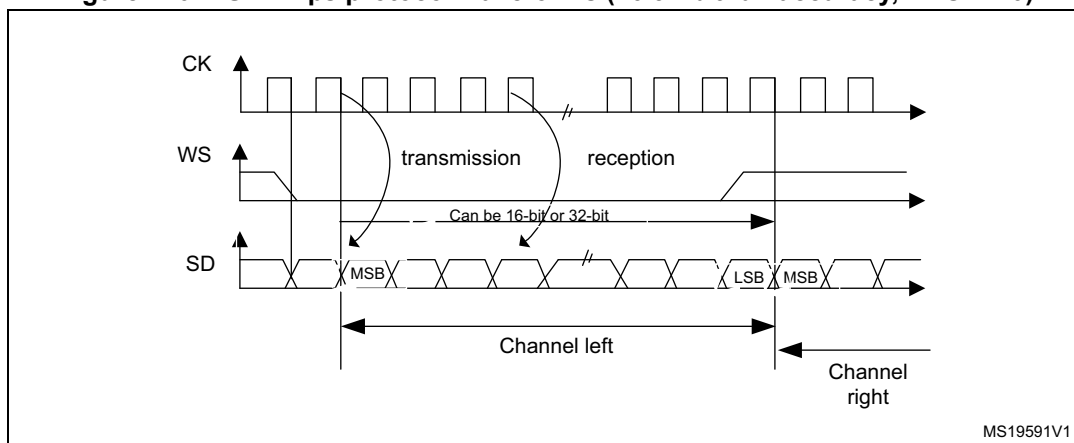 CK
transmission
reception
WS
Can be 16-bit or 32-bit
SD
MSB
LSB
MSB
Channel left
Channel
right
MS19591V1